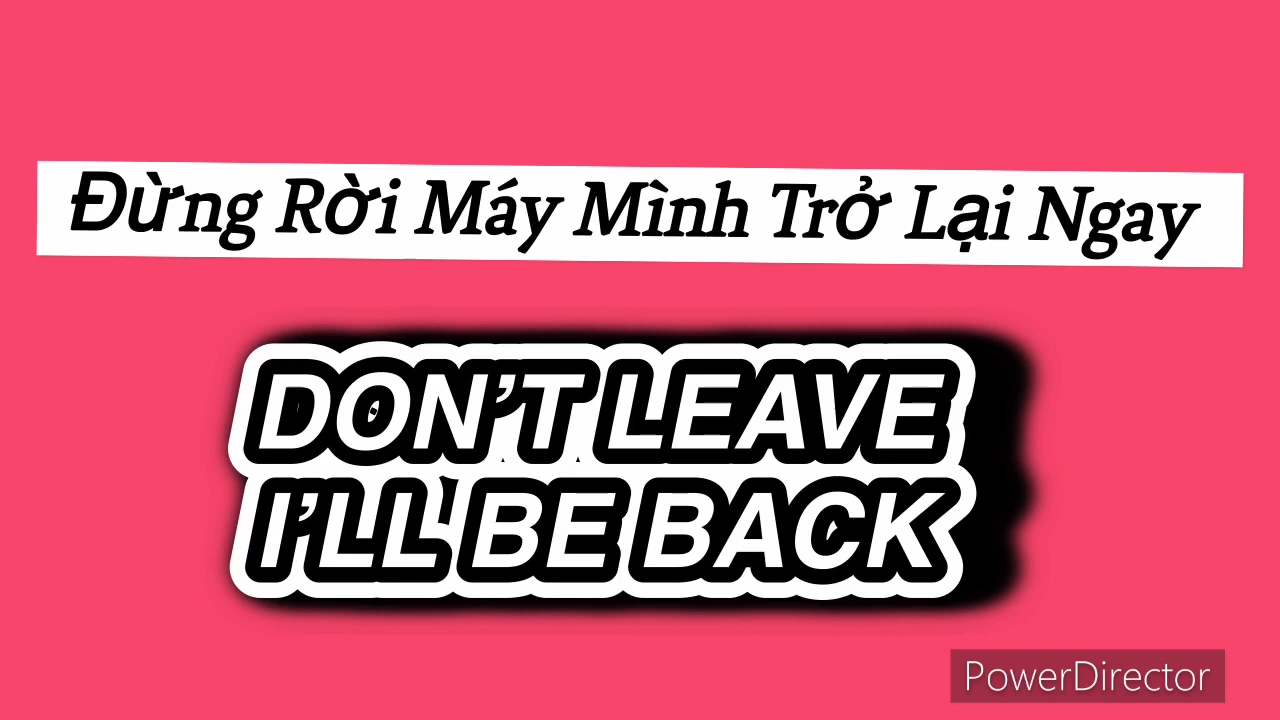 Đừng Rời Máy Mình Trở Lại Ngay
DON'T LEAVE
I'LL BE BACK
PowerDirector